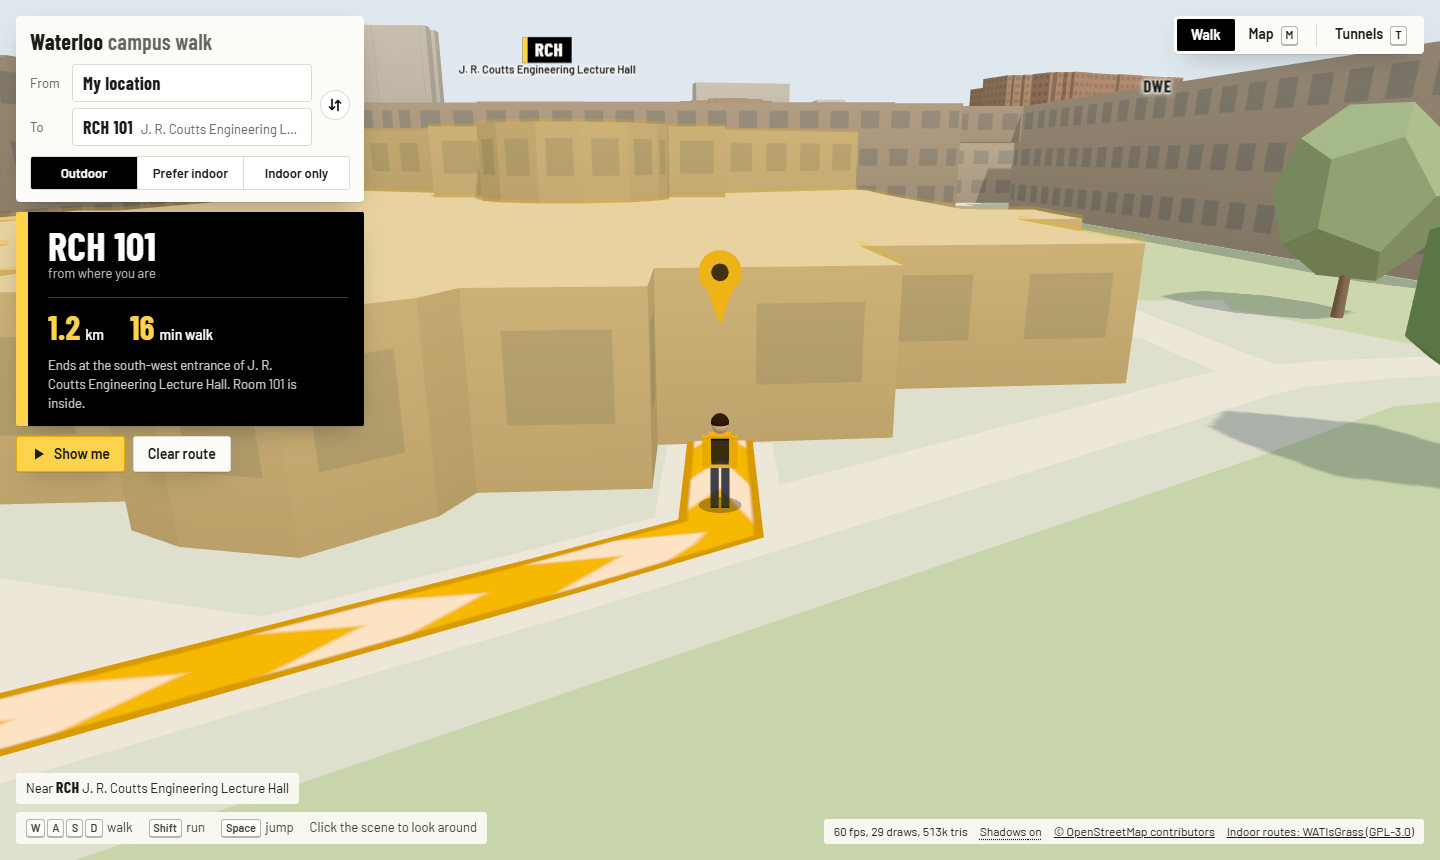 Waterloo campus walk
From My location
To RCH 101 J. R. Coutts Engineering L...
Outdoor Prefer indoor Indoor only
RCH 101
from where you are
1.2 km 16 min walk
Ends at the south-west entrance of J. R.
Coutts Engineering Lecture Hall. Room 101 is
inside.
Show me Clear route
RCH
J. R. Coutts Engineering Lecture Hall
Walk Map M Tunnels T
DWE
Near RCH J. R. Coutts Engineering Lecture Hall
W A S D walk Shift run Space jump Click the scene to look around
60 fps, 29 draws, 513k tris Shadows on © OpenStreetMap contributors Indoor routes: WATIsGrass (GPL-3.0)